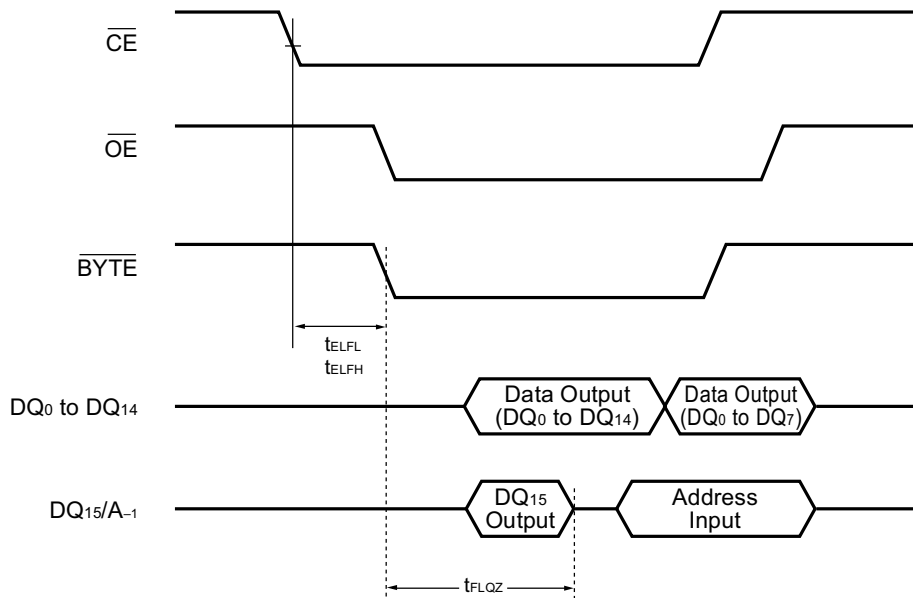 CE
OE
BYTE
tELFL
tELFH
DQ0 to DQ14
Data Output
(DQ0 to DQ14)
Data Output
(DQ0 to DQ7)
DQ15/A–1
DQ15
Output
Address
Input
tFLQZ